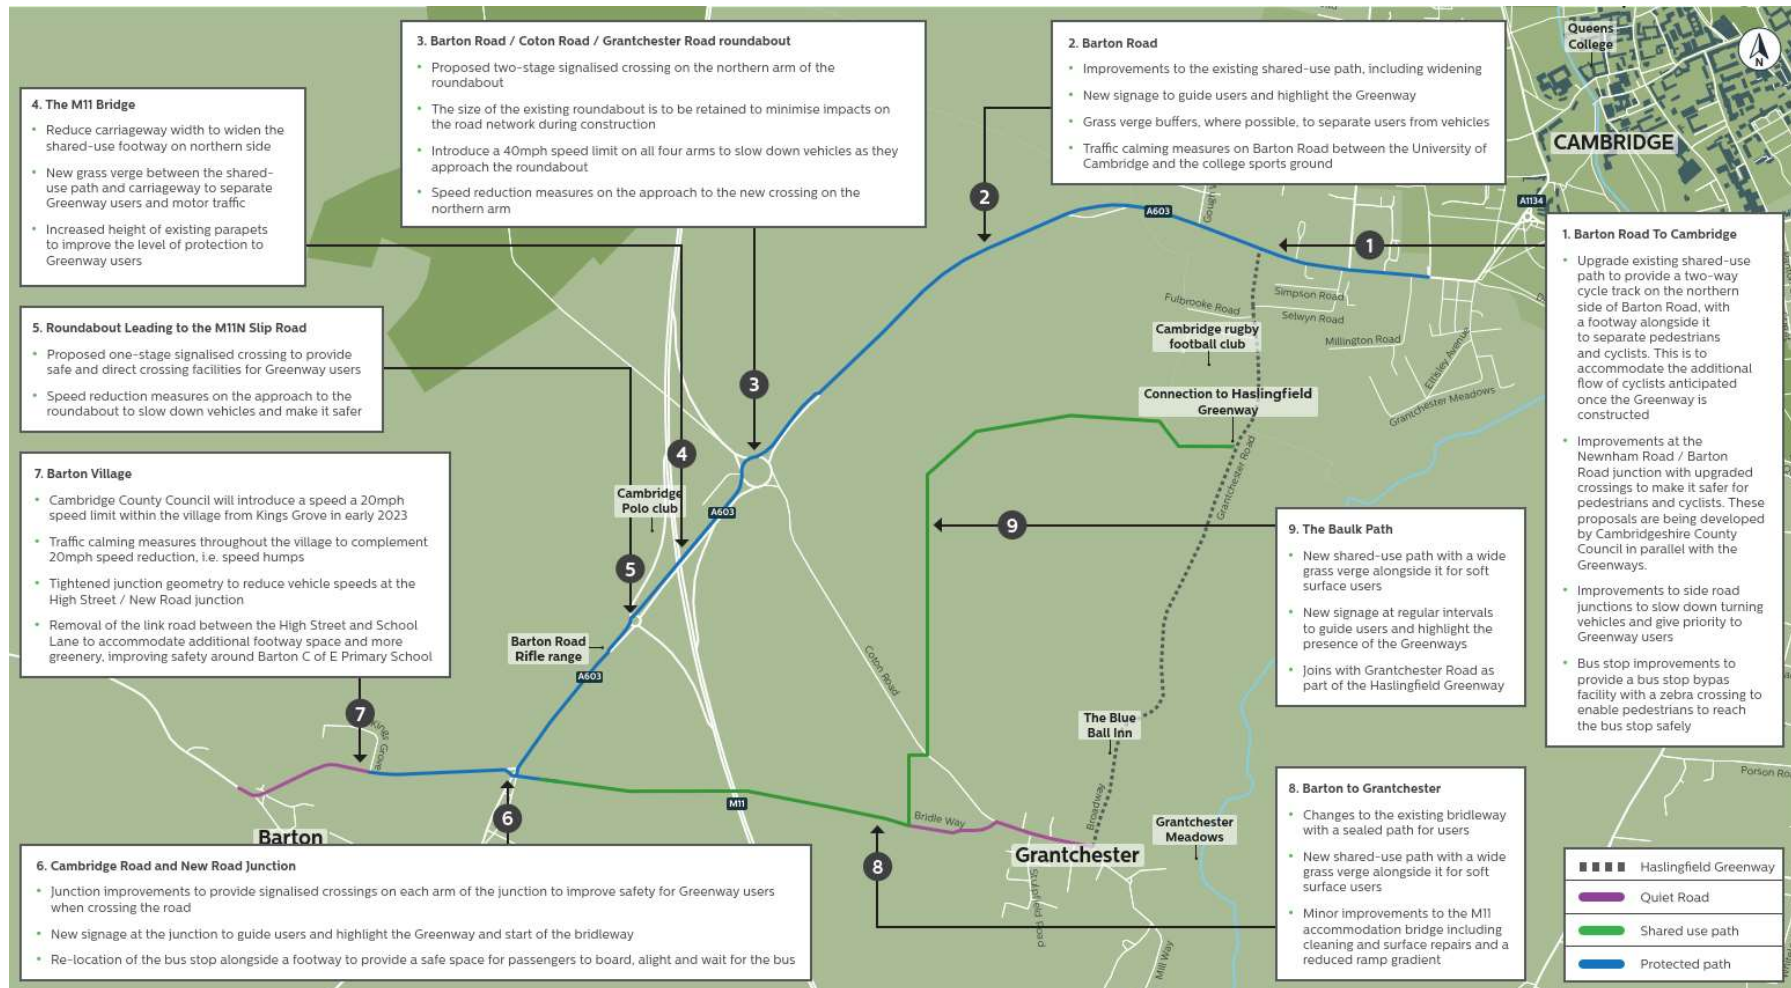 3. Barton Road / Coton Road / Grantchester Road roundabout
• Proposed two-stage signalised crossing on the northern arm of the
roundabout
• The size of the existing roundabout is to be retained to minimise impacts on
the road network during construction
• Introduce a 40mph speed limit on all four arms to slow down vehicles as they
approach the roundabout
• Speed reduction measures on the approach to the new crossing on the
northern arm
2. Barton Road
• Improvements to the existing shared-use path, including widening
• New signage to guide users and highlight the Greenway
• Grass verge buffers, where possible, to separate users from vehicles
• Traffic calming measures on Barton Road between the University of
Cambridge and the college sports ground
Queens
College
N
CAMBRIDGE
4. The M11 Bridge
• Reduce carriageway width to widen the
shared-use footway on northern side
• New grass verge between the shared-
use path and carriageway to separate
Greenway users and motor traffic
• Increased height of existing parapets
to improve the level of protection to
Greenway users
5. Roundabout Leading to the M11N Slip Road
• Proposed one-stage signalised crossing to provide
safe and direct crossing facilities for Greenway users
• Speed reduction measures on the approach to the
roundabout to slow down vehicles and make it safer
7. Barton Village
• Cambridge County Council will introduce a speed a 20mph
speed limit within the village from Kings Grove in early 2023
• Traffic calming measures throughout the village to complement
20mph speed reduction, i.e. speed humps
• Tightened junction geometry to reduce vehicle speeds at the
High Street / New Road junction
• Removal of the link road between the High Street and School
Lane to accommodate additional footway space and more
greenery, improving safety around Barton C of E Primary School
1. Barton Road To Cambridge
• Upgrade existing shared-use
path to provide a two-way
cycle track on the northern
side of Barton Road, with
a footway alongside it
to separate pedestrians
and cyclists. This is to
accommodate the additional
flow of cyclists anticipated
once the Greenway is
constructed
• Improvements at the
Newnham Road / Barton
Road junction with upgraded
crossings to make it safer for
pedestrians and cyclists. These
proposals are being developed
by Cambridgeshire County
Council in parallel with the
Greenways.
• Improvements to side road
junctions to slow down turning
vehicles and give priority to
Greenway users
• Bus stop improvements to
provide a bus stop bypas
facility with a zebra crossing to
enable pedestrians to reach
the bus stop safely
2
A603
A1134
1
Fulbrooke Road
Simpson Road
Selwyn Road
Millington Road
Eltisley Avenue
Grantchester Meadows
Cambridge rugby
football club
3
Connection to Haslingfield
Greenway
Grantchester Road
4
Cambridge
Polo club
A603
9
5
Barton Road
Rifle range
A603
Coton Road
9. The Baulk Path
• New shared-use path with a wide
grass verge alongside it for soft
surface users
• New signage at regular intervals
to guide users and highlight the
presence of the Greenways
• Joins with Grantchester Road as
part of the Haslingfield Greenway
7
Kings Grove
The Blue
Ball Inn
M11
Broadway
Bridle Way
6
Barton
Grantchester
Grantchester
Meadows
8
Stulpfield Road
Mill Way
Porson Ro
8. Barton to Grantchester
• Changes to the existing bridleway
with a sealed path for users
• New shared-use path with a wide
grass verge alongside it for soft
surface users
• Minor improvements to the M11
accommodation bridge including
cleaning and surface repairs and a
reduced ramp gradient
6. Cambridge Road and New Road Junction
• Junction improvements to provide signalised crossings on each arm of the junction to improve safety for Greenway users
when crossing the road
• New signage at the junction to guide users and highlight the Greenway and start of the bridleway
• Re-location of the bus stop alongside a footway to provide a safe space for passengers to board, alight and wait for the bus
Haslingfield Greenway
Quiet Road
Shared use path
Protected path